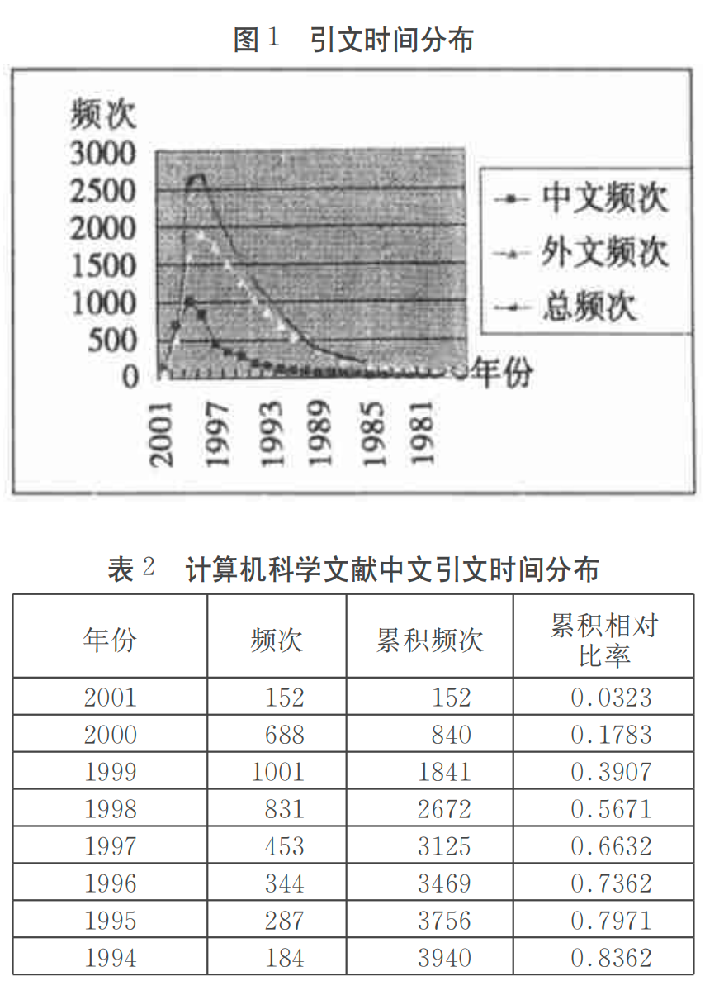 图1 引文时间分布
频次
3000
2500
2000
1500
1000
500
0
年份
2001 1997 1993 1989 1985 1981
中文频次
外文频次
总频次
表2 计算机科学文献中文引文时间分布
年份 频次 累积频次 累积相对比率
2001 152 152 0.0323
2000 688 840 0.1783
1999 1001 1841 0.3907
1998 831 2672 0.5671
1997 453 3125 0.6632
1996 344 3469 0.7362
1995 287 3756 0.7971
1994 184 3940 0.8362